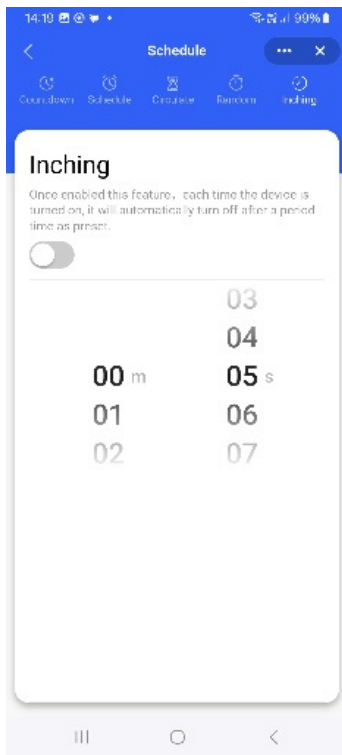 14:19 99%
Schedule
Countdown Schedule Circulate Random Inching
Inching
Once enabled this feature, each time the device is
turned on, it will automatically turn off after a period
time as preset.
03
04
00 m 05 s
01 06
02 07